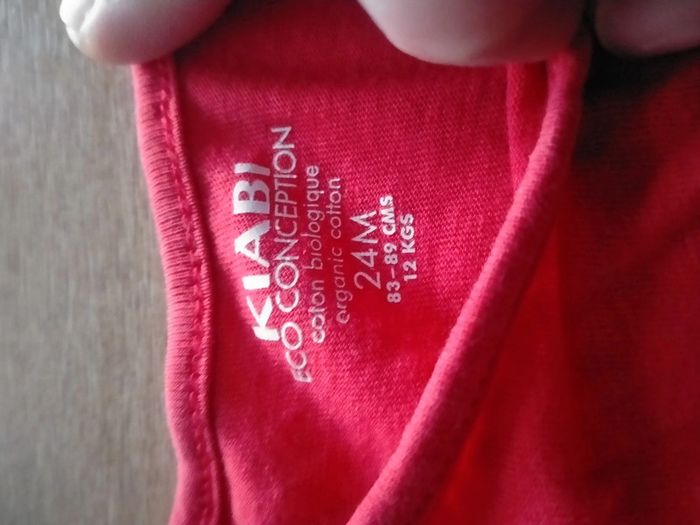 KIABI
ECO CONCEPTION
coton biologique
organic cotton
24M
83-89 CMS
12 KGS